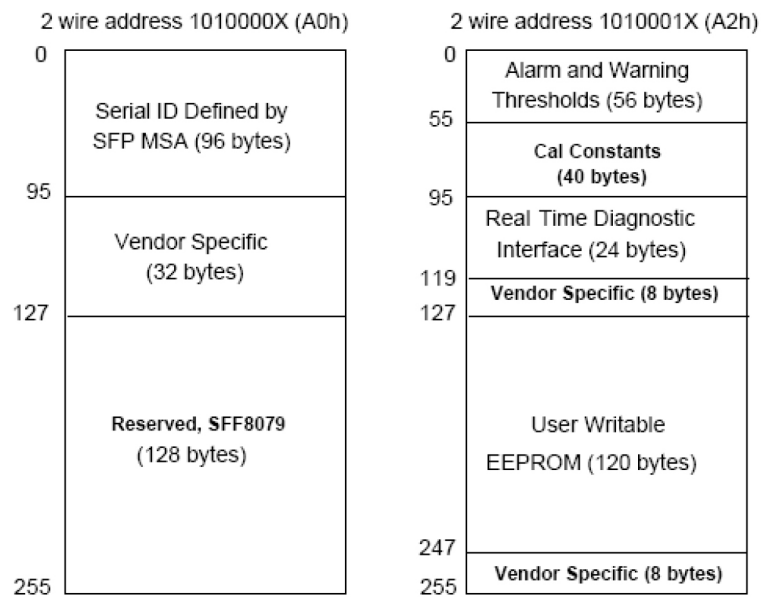 2 wire address 1010000X (A0h)
0
Serial ID Defined by
SFP MSA (96 bytes)
95
Vendor Specific
(32 bytes)
127
Reserved, SFF8079
(128 bytes)
255
2 wire address 1010001X (A2h)
0
Alarm and Warning
Thresholds (56 bytes)
55
Cal Constants
(40 bytes)
95
Real Time Diagnostic
Interface (24 bytes)
119
Vendor Specific (8 bytes)
127
User Writable
EEPROM (120 bytes)
247
Vendor Specific (8 bytes)
255